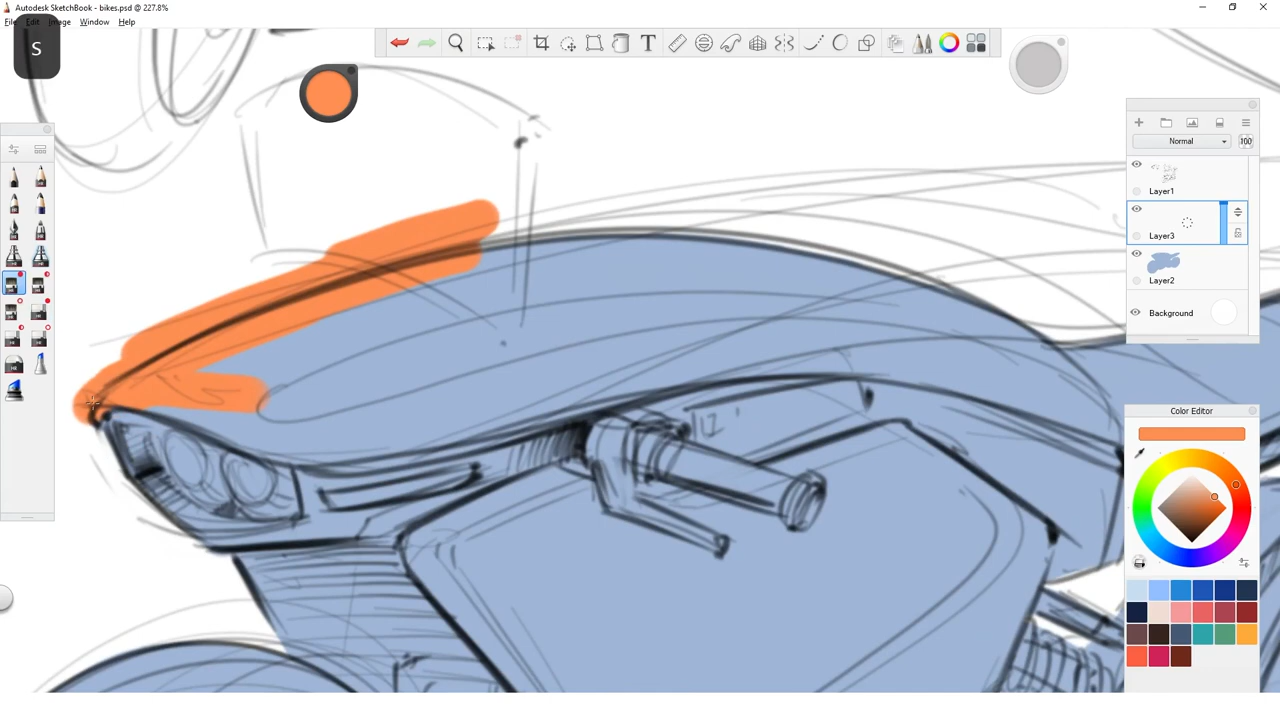 Autodesk SketchBook - bikes.psd @ 227.8%
File Edit Image Window Help
S
T
Normal
100
Layer1
Layer3
Layer2
Background
Color Editor